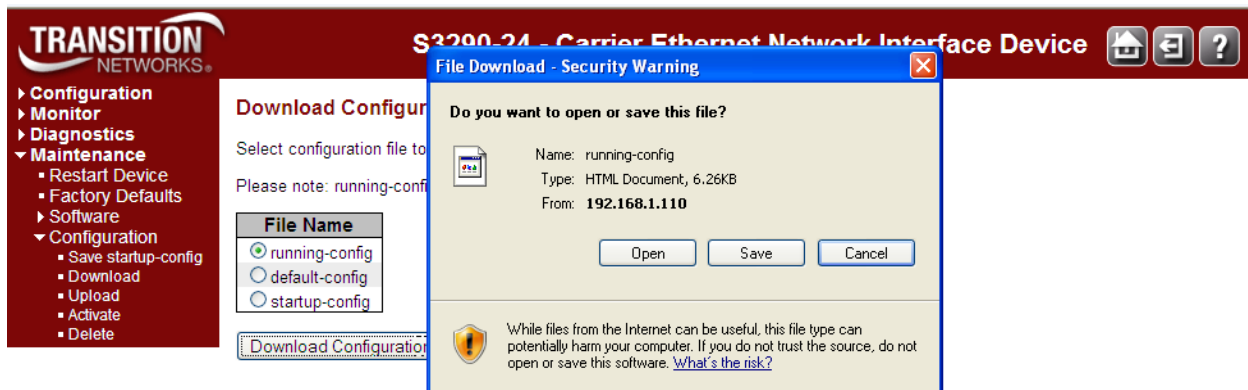 TRANSITION
NETWORKS®
S3290-24 - Carrier Ethernet Network Interface Device
?
Configuration
Monitor
Diagnostics
Maintenance
Restart Device
Factory Defaults
Software
Configuration
Save startup-config
Download
Upload
Activate
Delete
Download Configur
Select configuration file to
Please note: running-confi
File Name
running-config
default-config
startup-config
Download Configuration
File Download - Security Warning
Do you want to open or save this file?
Name: running-config
Type: HTML Document, 6.26KB
From: 192.168.1.110
Open Save Cancel
While files from the Internet can be useful, this file type can
potentially harm your computer. If you do not trust the source, do not
open or save this software. What's the risk?